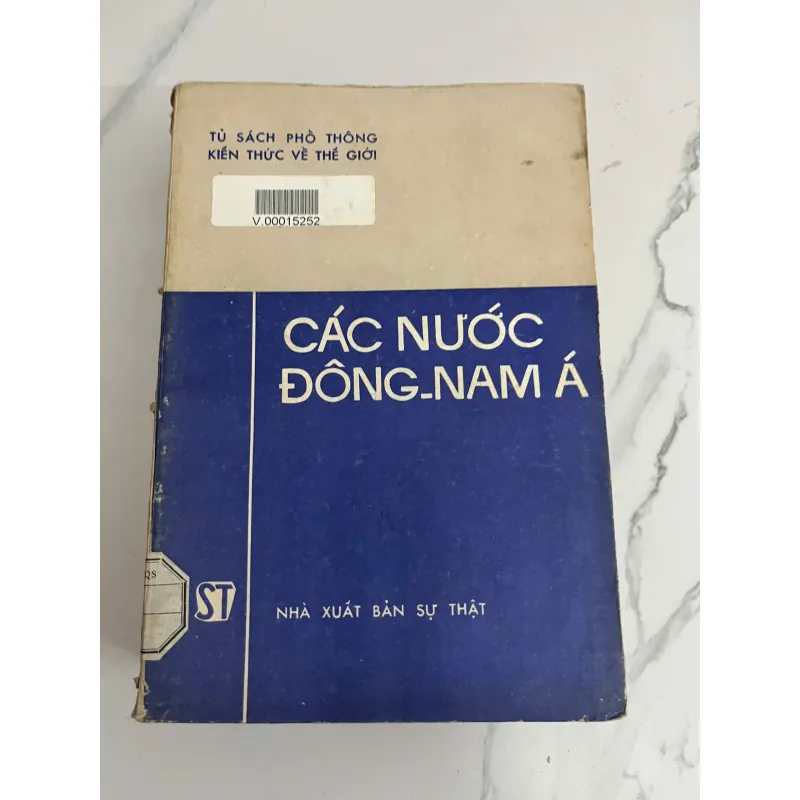 TỦ SÁCH PHỔ THÔNG
KIẾN THỨC VỀ THẾ GIỚI
V.00015252
CÁC NƯỚC
ĐÔNG-NAM Á
QS
ST
NHÀ XUẤT BẢN SỰ THẬT